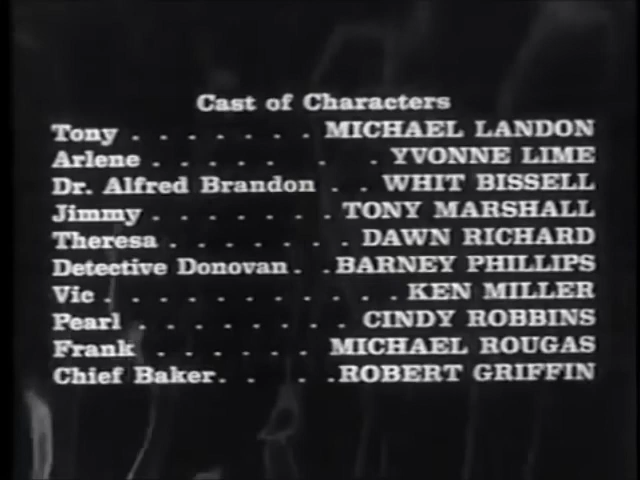 Cast of Characters
Tony . . . . . . . MICHAEL LANDON
Arlene . . . . . . . YVONNE LIME
Dr. Alfred Brandon . . WHIT BISSELL
Jimmy . . . . . . . TONY MARSHALL
Theresa . . . . . . . DAWN RICHARD
Detective Donovan . . BARNEY PHILLIPS
Vic . . . . . . . . . . . KEN MILLER
Pearl . . . . . . . . CINDY ROBBINS
Frank . . . . . . MICHAEL ROUGAS
Chief Baker . . . . . ROBERT GRIFFIN